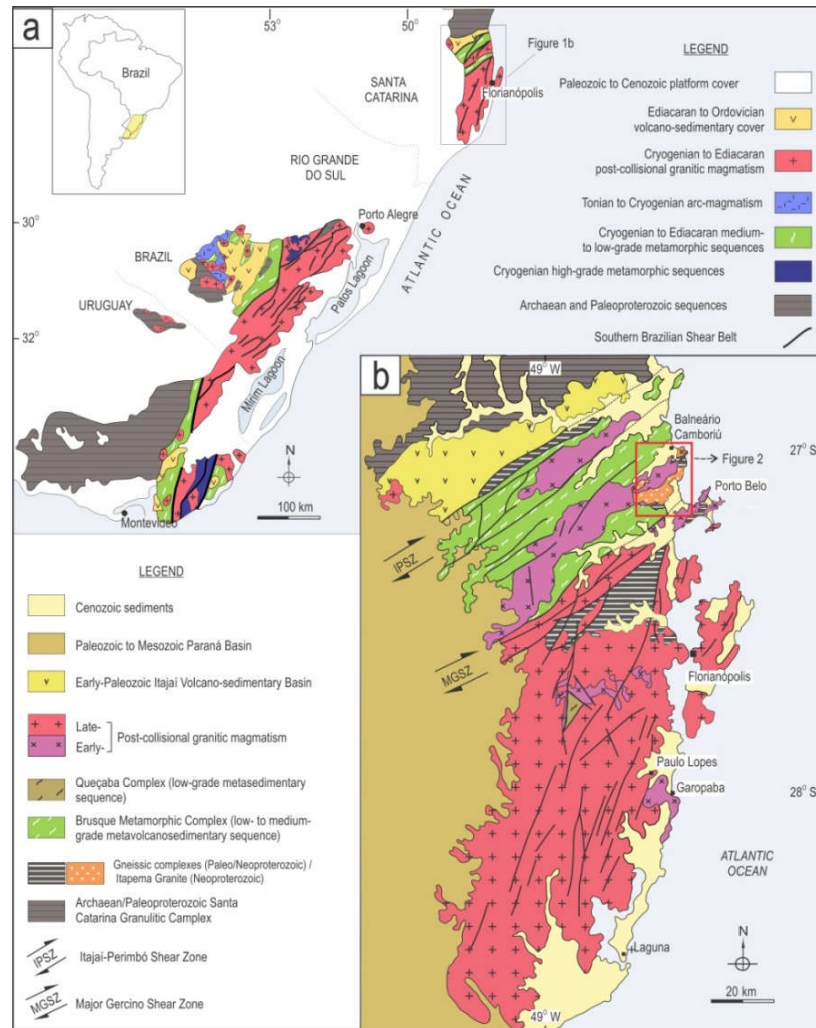 a
53°
50°
Brazil
Figure 1b
SANTA
CATARINA
Florianópolis
RIO GRANDE
DO SUL
30°
Porto Alegre
BRAZIL
Patos Lagoon
ATLANTIC OCEAN
URUGUAY
32°
Mirim Lagoon
N
100 km
Montevideo
LEGEND
Paleozoic to Cenozoic platform cover
Ediacaran to Ordovician
volcano-sedimentary cover
v
Cryogenian to Ediacaran
post-collisional granitic magmatism
+
Tonian to Cryogenian arc-magmatism
Cryogenian to Ediacaran medium-
to low-grade metamorphic sequences
Cryogenian high-grade metamorphic sequences
Archaean and Paleoproterozoic sequences
Southern Brazilian Shear Belt
LEGEND
Cenozoic sediments
Paleozoic to Mesozoic Paraná Basin
v
Early-Paleozoic Itajaí Volcano-sedimentary Basin
+ +
Late-
× ×
Early-
Post-collisional granitic magmatism
Queçaba Complex (low-grade metasedimentary
sequence)
Brusque Metamorphic Complex (low- to medium-
grade metavolcanosedimentary sequence)
Gneissic complexes (Paleo/Neoproterozoic) /
Itapema Granite (Neoproterozoic)
Archaean/Paleoproterozoic Santa
Catarina Granulitic Camplex
IPSZ
Itajaí-Perimbó Shear Zone
MGSZ
Major Gercino Shear Zone
b
49° W
Balneário
Camboriú
27° S
Figure 2
Porto Belo
IPSZ
MGSZ
Florianópolis
Paulo Lopes
Garopaba
28° S
ATLANTIC
OCEAN
Laguna
N
20 km
49° W